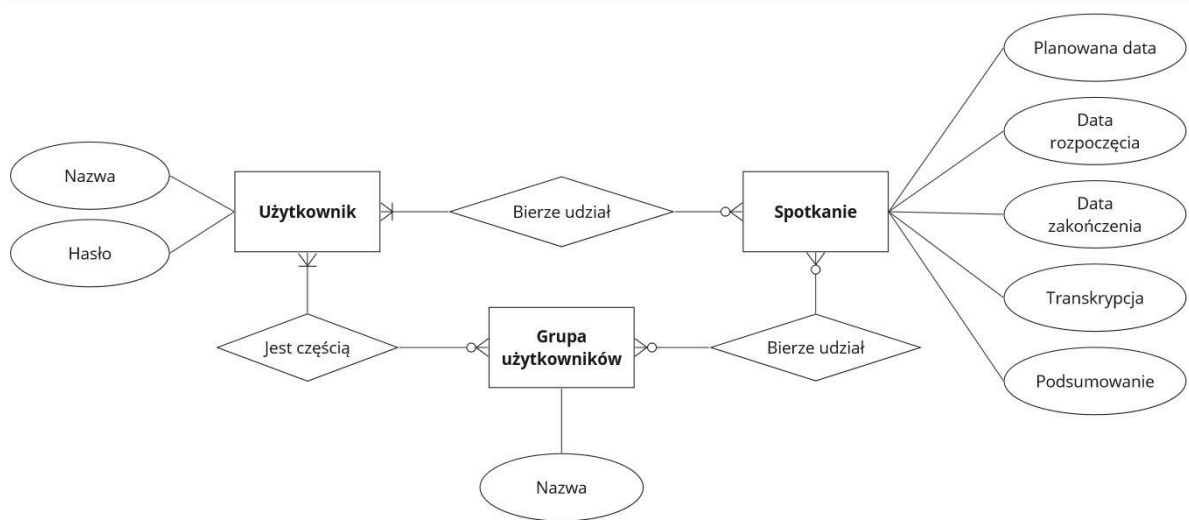 Planowana data
Data
rozpoczęcia
Nazwa
Użytkownik
Bierze udział
Spotkanie
Data
zakończenia
Hasło
Transkrypcja
Jest częścią
Grupa
użytkowników
Bierze udział
Podsumowanie
Nazwa